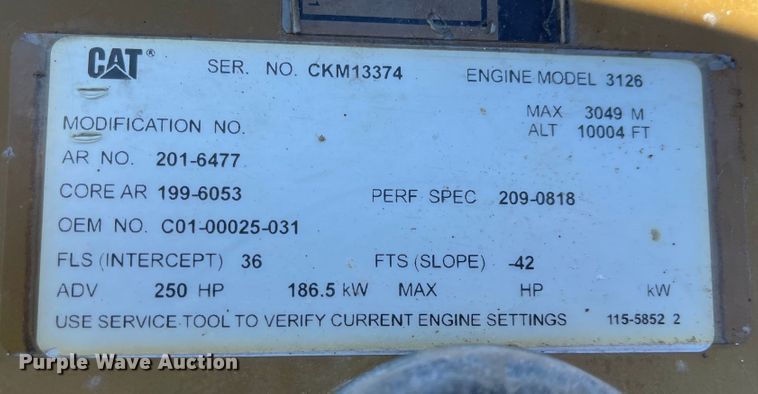 1
CAT® SER. NO. CKM13374 ENGINE MODEL 3126
MAX 3049 M
MODIFICATION NO.
ALT 10004 FT
AR NO. 201-6477
CORE AR 199-6053 PERF SPEC 209-0818
OEM NO. C01-00025-031
FLS (INTERCEPT) 36 FTS (SLOPE) -42
ADV 250 HP 186.5 kW MAX HP kW
USE SERVICE TOOL TO VERIFY CURRENT ENGINE SETTINGS 115-5852 2
Purple Wave Auction